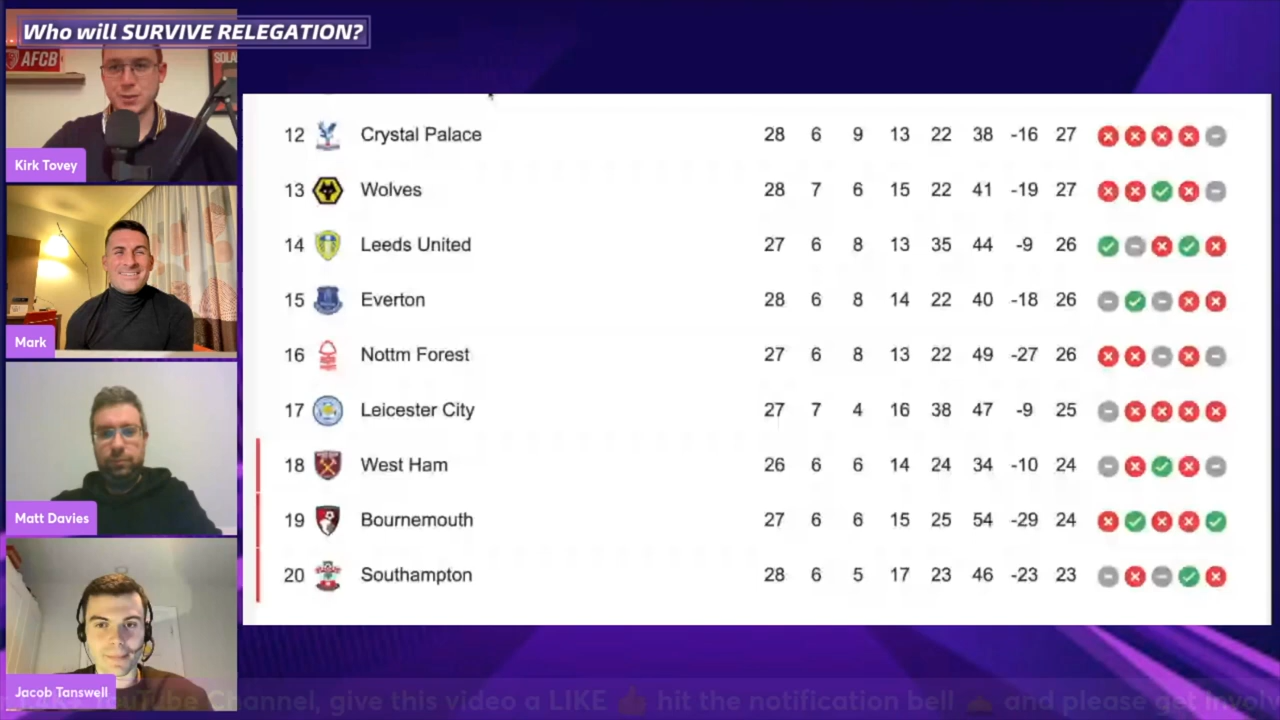 Who will SURVIVE RELEGATION?
AFCB
SOLA
Kirk Tovey
Mark
Matt Davies
Jacob Tanswell
12 Crystal Palace 28 6 9 13 22 38 -16 27
13 Wolves 28 7 6 15 22 41 -19 27
14 Leeds United 27 6 8 13 35 44 -9 26
15 Everton 28 6 8 14 22 40 -18 26
16 Nottm Forest 27 6 8 13 22 49 -27 26
17 Leicester City 27 7 4 16 38 47 -9 25
18 West Ham 26 6 6 14 24 34 -10 24
19 Bournemouth 27 6 6 15 25 54 -29 24
20 Southampton 28 6 5 17 23 46 -23 23
YouTube Channel, give this video a LIKE 👍 hit the notification bell 🔔 and please get involv